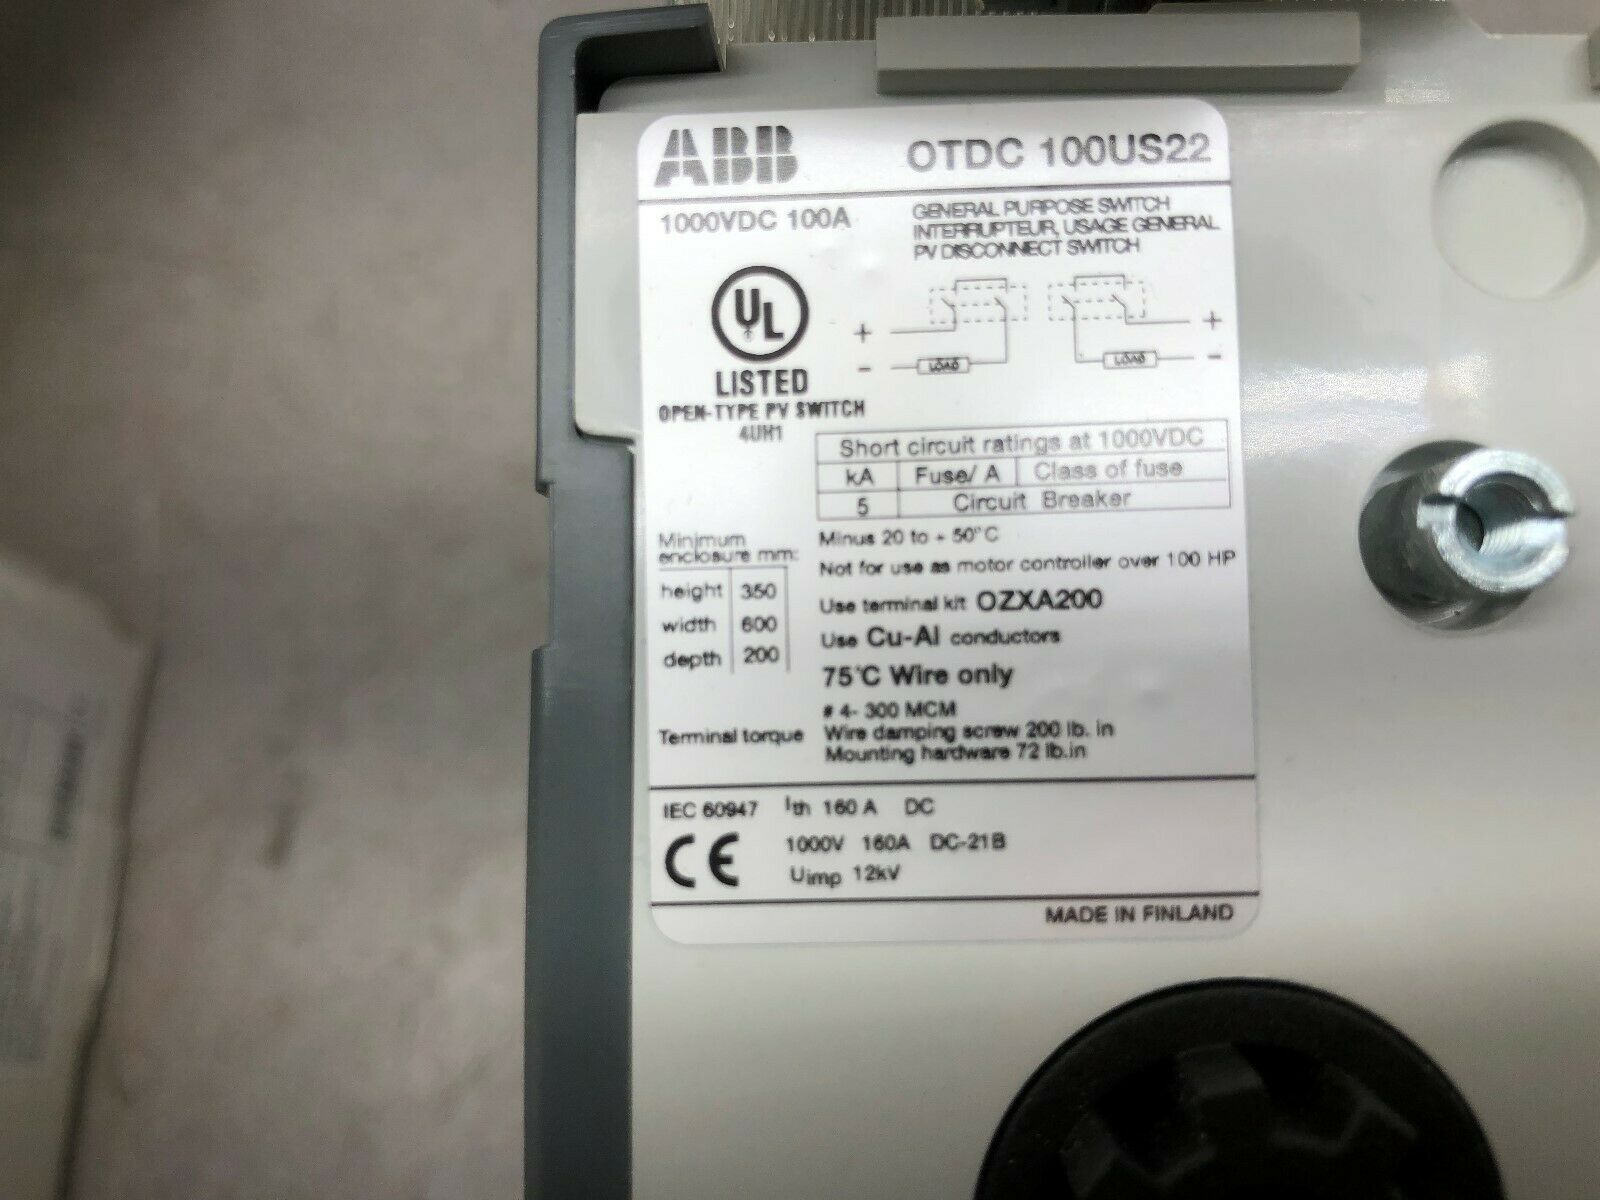 ABB OTDC 100US22
1000VDC 100A
GENERAL PURPOSE SWITCH
INTERRUPTEUR, USAGE GENERAL
PV DISCONNECT SWITCH
UL
LISTED
OPEN-TYPE PV SWITCH
4UH1
+ - LOAD
LOAD + -
Short circuit ratings at 1000VDC
kA Fuse/ A Class of fuse
5 Circuit Breaker
Minimum
enclosure mm:
height 350
width 600
depth 200
Minus 20 to + 50°C
Not for use as motor controller over 100 HP
Use terminal kit OZXA200
Use Cu-Al conductors
75°C Wire only
# 4- 300 MCM
Terminal torque Wire damping screw 200 lb. in
Mounting hardware 72 lb.in
IEC 60947 Ith 160 A DC
CE 1000V 160A DC-21B
Uimp 12kV
MADE IN FINLAND